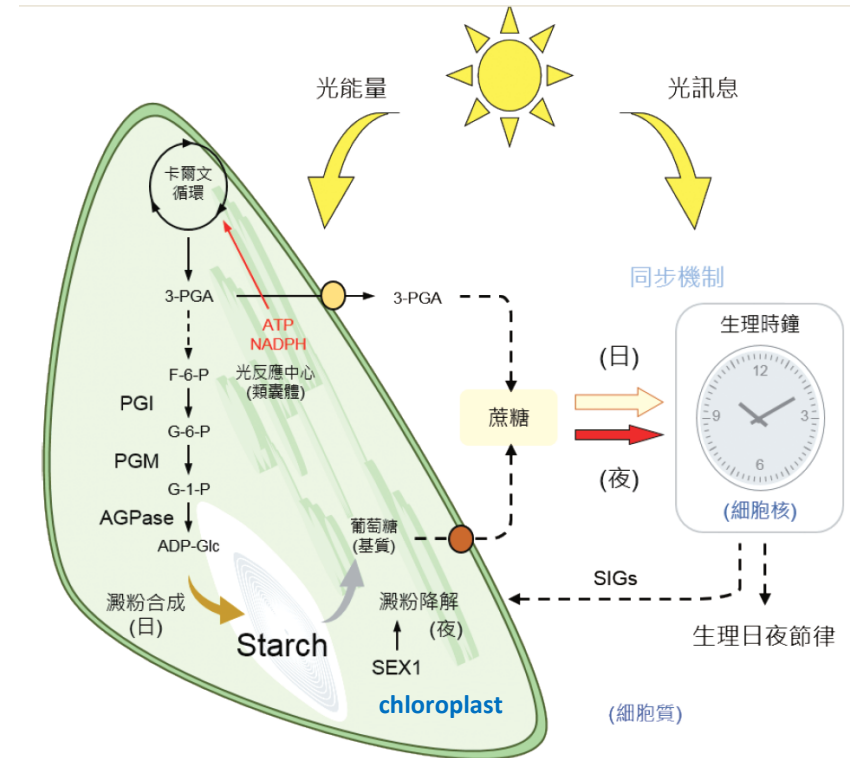 光能量
光訊息
卡爾文
循環
3-PGA
3-PGA
ATP
NADPH
光反應中心
(類囊體)
F-6-P
PGI
G-6-P
PGM
G-1-P
AGPase
ADP-Glc
澱粉合成
(日)
Starch
葡萄糖
(基質)
澱粉降解
(夜)
SEX1
chloroplast
蔗糖
(日)
(夜)
同步機制
生理時鐘
12
9
3
6
(細胞核)
SIGs
生理日夜節律
(細胞質)